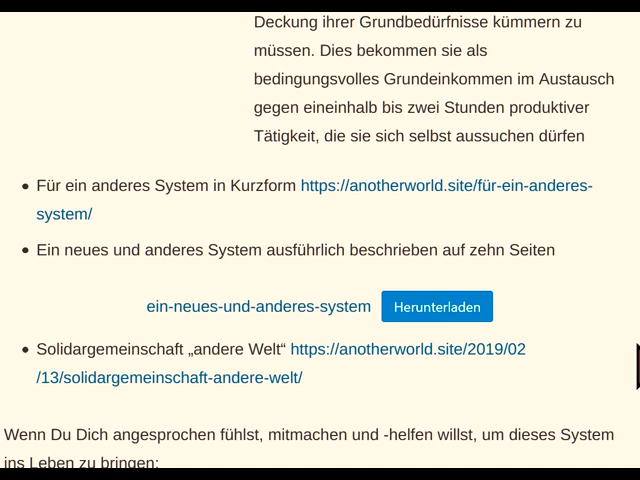 Deckung ihrer Grundbedürfnisse kümmern zu
müssen. Dies bekommen sie als
bedingungsvolles Grundeinkommen im Austausch
gegen eineinhalb bis zwei Stunden produktiver
Tätigkeit, die sie sich selbst aussuchen dürfen
• Für ein anderes System in Kurzform https://anotherworld.site/für-ein-anderes-
system/
• Ein neues und anderes System ausführlich beschrieben auf zehn Seiten
ein-neues-und-anderes-system Herunterladen
• Solidargemeinschaft „andere Welt“ https://anotherworld.site/2019/02
/13/solidargemeinschaft-andere-welt/
Wenn Du Dich angesprochen fühlst, mitmachen und -helfen willst, um dieses System
ins Leben zu bringen: